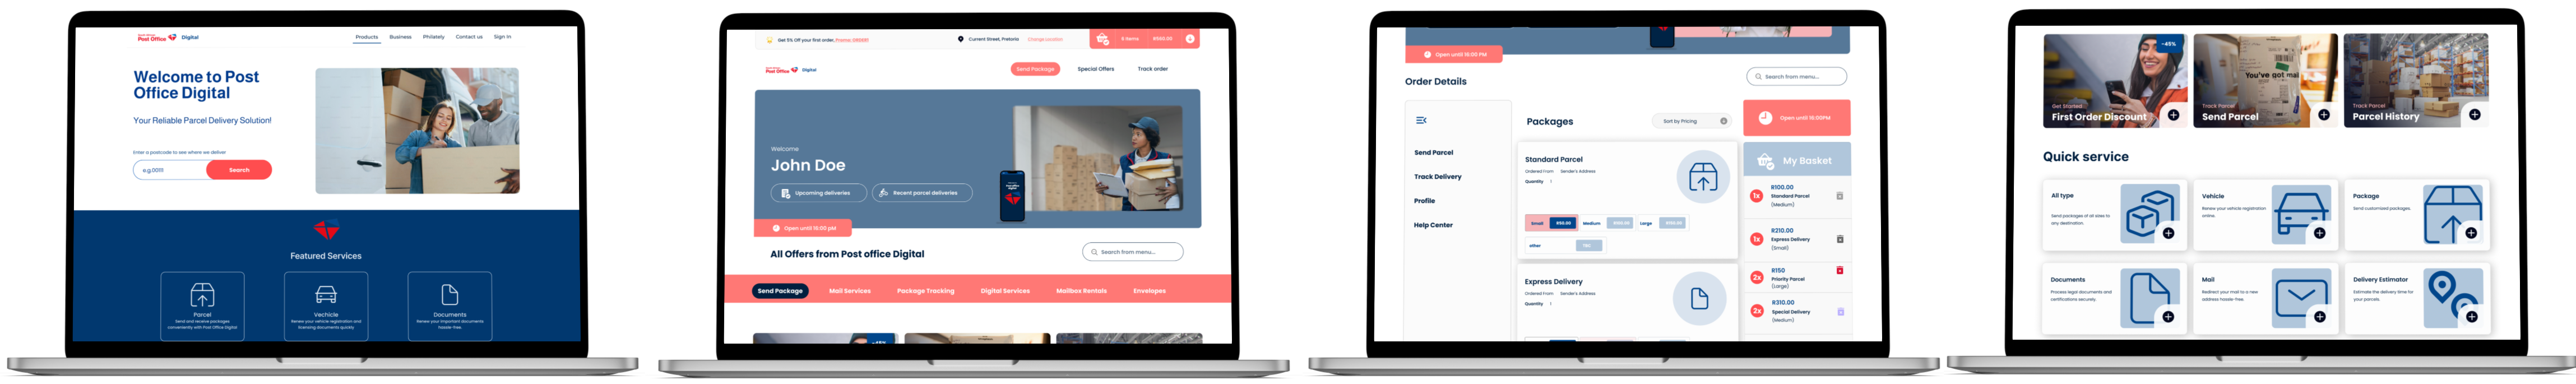 South African
Post Office
Digital
Products
Business
Philately
Contact us
Sign in
Welcome to Post
Office Digital
Your Reliable Parcel Delivery Solution!
Enter a postcode to see where we deliver
e.g.0011
Search
Featured Services
Parcel
Send and receive packages
conveniently with Post Office Digital
Vechicle
Renew your vehicle registration and
licensing documents quickly
Documents
Renew your important documents
hassle-free.
Get 5% Off your first order, Promo: ORDER5
Current Street, Pretoria
Change Location
Post Office
Digital
Send Package
Special Offers
Track order
Welcome
John Doe
Upcoming deliveries
Recent parcel deliveries
Open until 16:00 pM
All Offers from Post office Digital
Search from menu...
Send Package
Mail Services
Package Tracking
Digital Services
Mailbox Rentals
Envelopes
-45%
Open until 16:00 PM
Order Details
Search from menu...
Send Parcel
Track Delivery
Profile
Help Center
Packages
Sort by Pricing
Standard Parcel
Ordered From Sender's Address
Quantity 1
Small R50.00 Medium Large
other TBC
Express Delivery
Ordered From Sender's Address
Quantity 1
Open until 16:00PM
My Basket
1x
R100.00
Standard Parcel
(Medium)
1x
R210.00
Express Delivery
(Small)
2x
R150
Priority Parcel
(Large)
2x
R310.00
Special Delivery
(Medium)
-45%
Get Started
First Order Discount
You've got mail
Track Parcel
Send Parcel
Track Parcel
Parcel History
Quick service
All type
Send packages of all sizes to
any destination.
Vehicle
Renew your vehicle registration
online.
Package
Send customized packages.
Documents
Process legal documents and
certifications securely.
Mail
Redirect your mail to a new
address hassle-free.
Delivery Estimator
Estimate the delivery time for
your parcels.